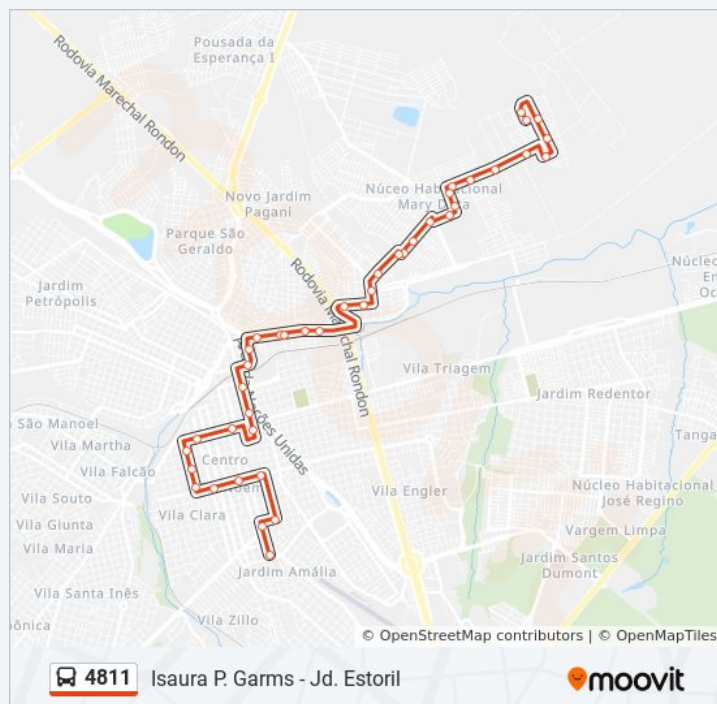 Pousada da
Esperança I
Rodovia Marechal Rondon
Núceo Habitacional
Mary Dota
Novo Jardim
Pagani
Parque São
Geraldo
Jardim
Petrópolis
Rodovia Marechal Rondon
Vila Triagem
Jardim Redentor
São Manoel
Vila Martha
Vila Falcão
Centro
Nações Unidas
Vila Souto
Vila Engler
Núcleo Habitacional
José Regino
Vila Giunta
Vila Clara
Vargem Limpa
Vila Maria
Jardim Santos
Dumont
Jardim Amália
Vila Santa Inês
Vila Zillo
© OpenStreetMap contributors | © OpenMapTiles
4811 Isaura P. Garms - Jd. Estoril
moovit